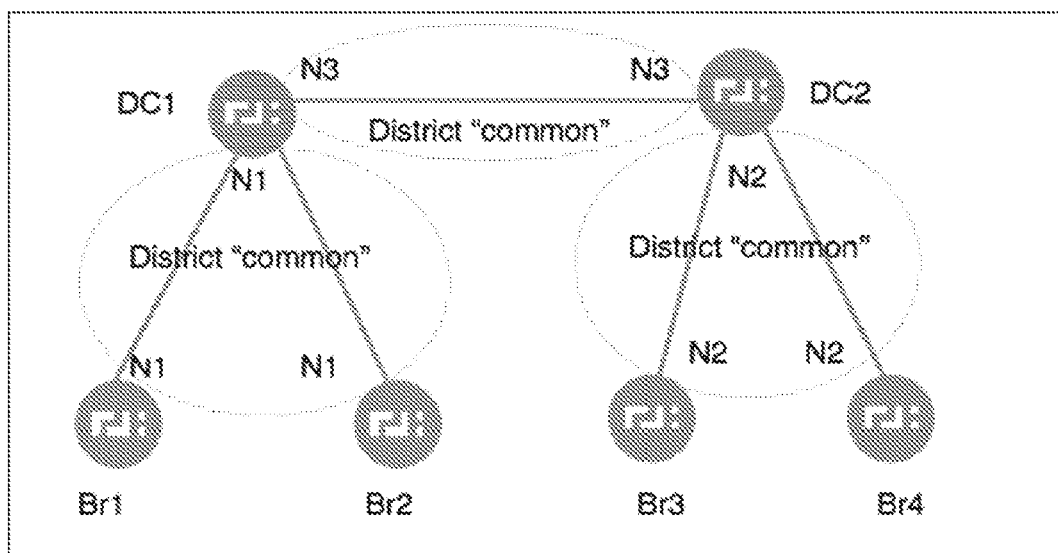 DC1 N3 N3 DC2
District “common”
N1 N2
District “common” District “common”
N1 N1 N2 N2
Br1 Br2 Br3 Br4